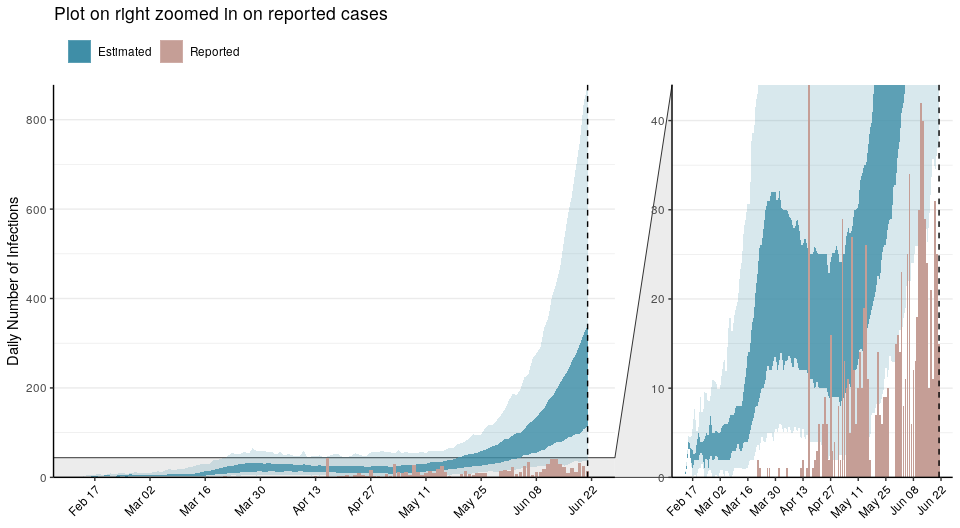 Plot on right zoomed in on reported cases
Estimated Reported
Daily Number of Infections
800
600
400
200
0
Feb 17 Mar 02 Mar 16 Mar 30 Apr 13 Apr 27 May 11 May 25 Jun 08 Jun 22
40
30
20
10
0
Feb 17 Mar 02 Mar 16 Mar 30 Apr 13 Apr 27 May 11 May 25 Jun 08 Jun 22